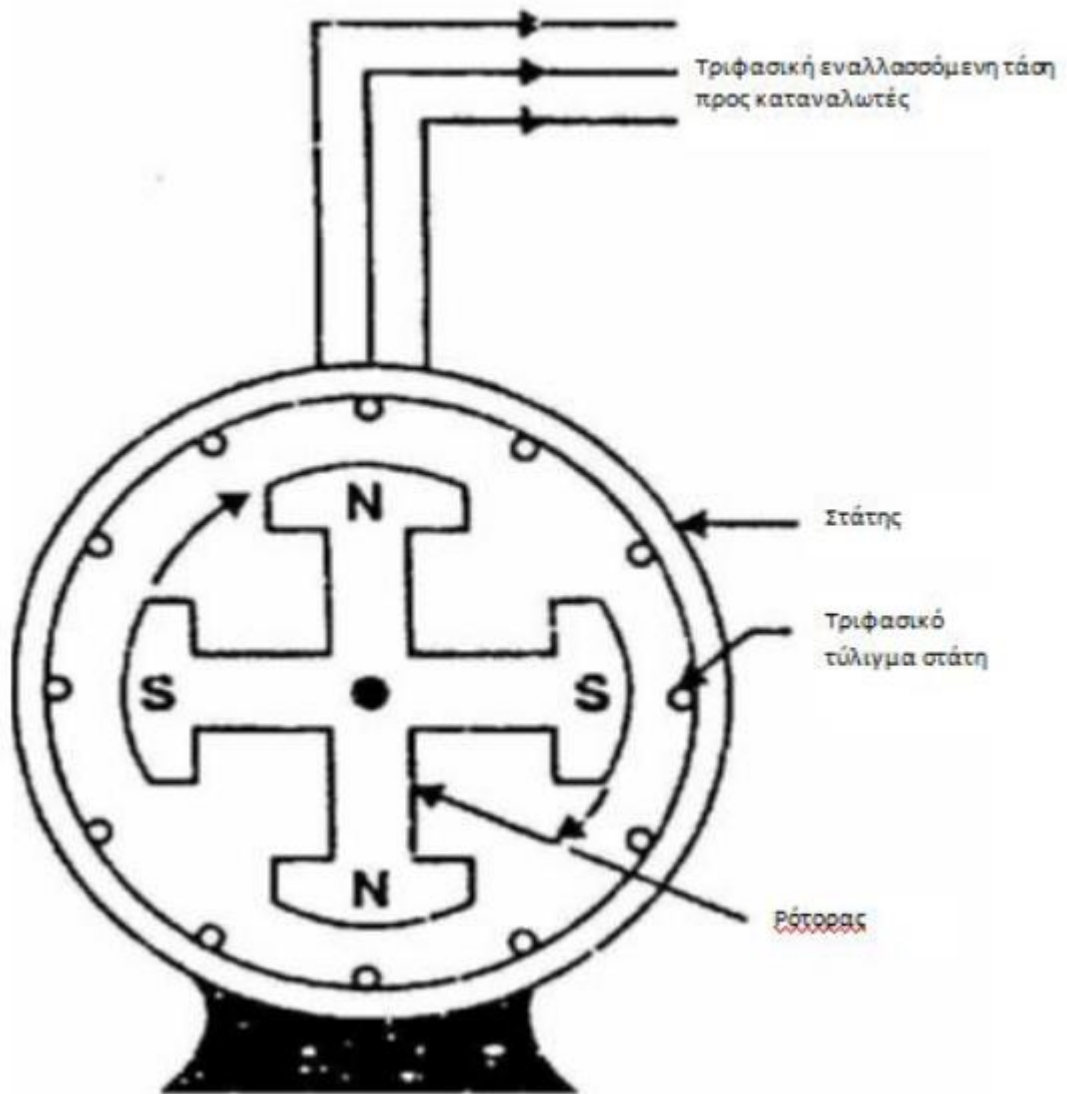 Τριφασική εναλλασσόμενη τάση
προς καταναλωτές
N
Στάτης
Τριφασικό
τύλιγμα στάτη
S
S
N
Ρότορας